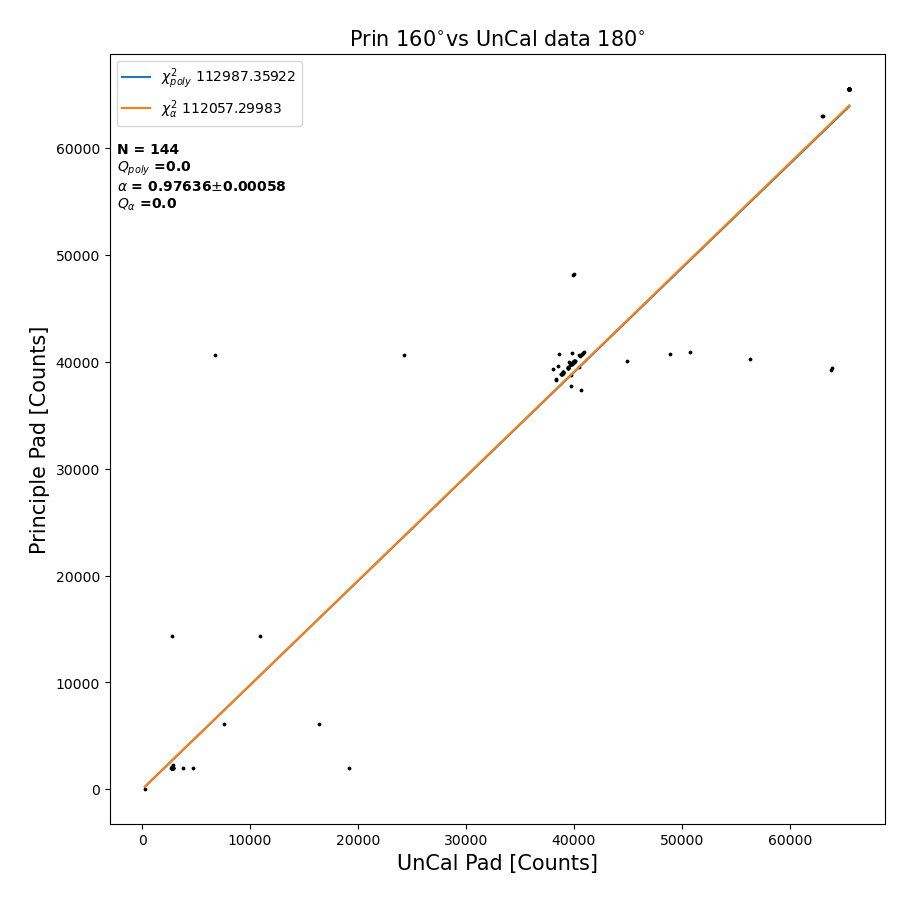 Prin 160°vs UnCal data 180°
χ²poly 112987.35922
χ²α 112057.29983
N = 144
Qpoly =0.0
α = 0.97636±0.00058
Qα =0.0
60000
50000
40000
30000
20000
10000
0
Principle Pad [Counts]
0 10000 20000 30000 40000 50000 60000
UnCal Pad [Counts]